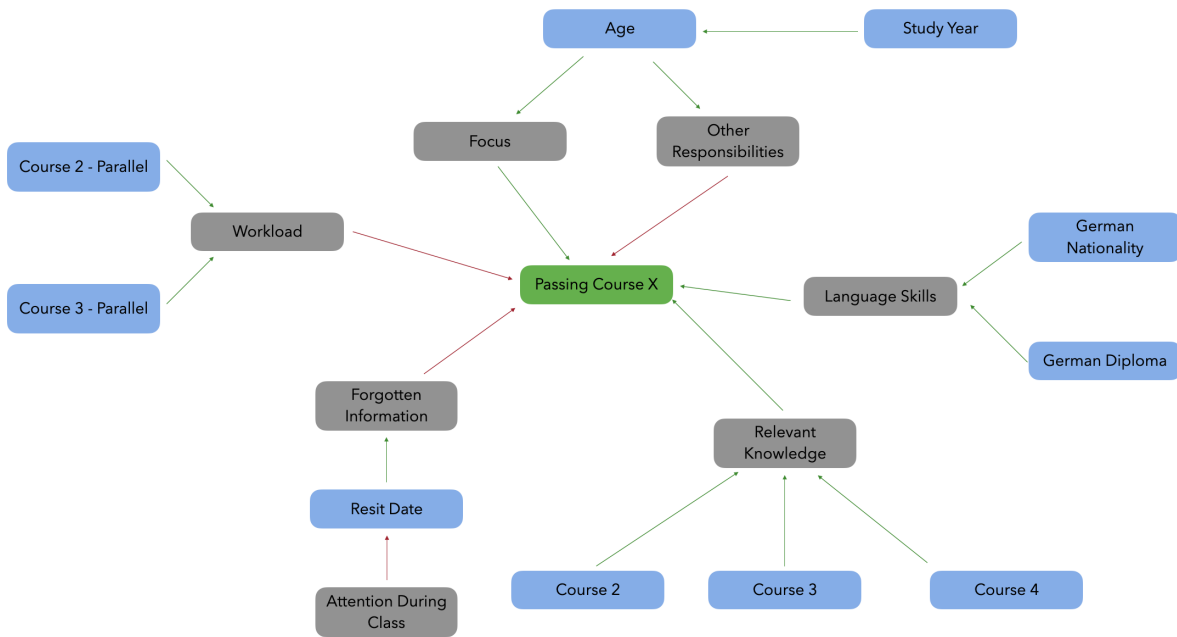 Age
Study Year
Focus
Other
Responsibilities
Course 2 - Parallel
Workload
German
Nationality
Passing Course X
Language Skills
Course 3 - Parallel
German Diploma
Forgotten
Information
Relevant
Knowledge
Resit Date
Course 2
Course 3
Course 4
Attention During
Class